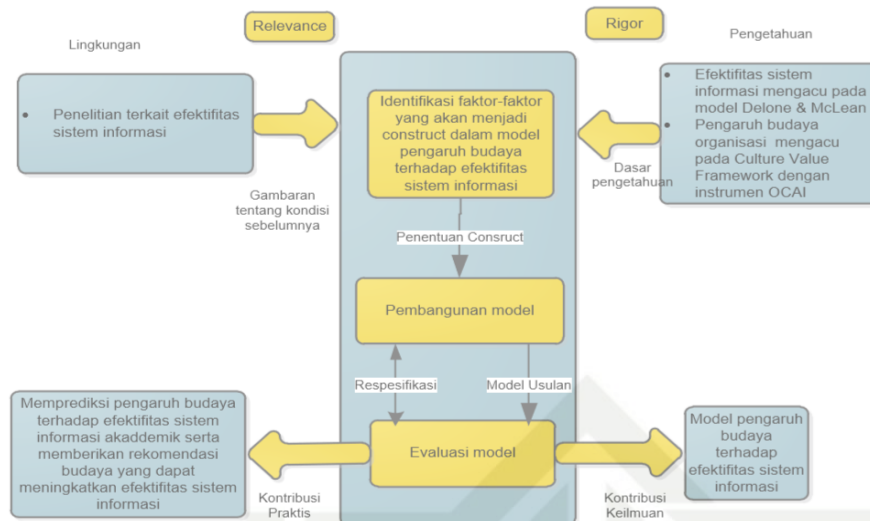 Relevance
Rigor
Lingkungan
Pengetahuan
• Penelitian terkait efektifitas
sistem informasi
Identifikasi faktor-faktor
yang akan menjadi
construct dalam model
pengaruh budaya
terhadap efektifitas
sistem informasi
• Efektifitas sistem
informasi mengacu pada
model Delone & McLean
• Pengaruh budaya
organisasi mengacu
pada Culture Value
Framework dengan
instrumen OCAI
Gambaran
tentang kondisi
sebelumnya
Dasar
pengetahuan
Penentuan Consruct
Pembangunan model
Respesifikasi
Model Usulan
Memprediksi pengaruh budaya
terhadap efektifitas sistem
informasi akaddemik serta
memberikan rekomendasi
budaya yang dapat
meningkatkan efektifitas sistem
informasi
Evaluasi model
Model pengaruh
budaya
terhadap
efektifitas sistem
informasi
Kontribusi
Praktis
Kontribusi
Keilmuan